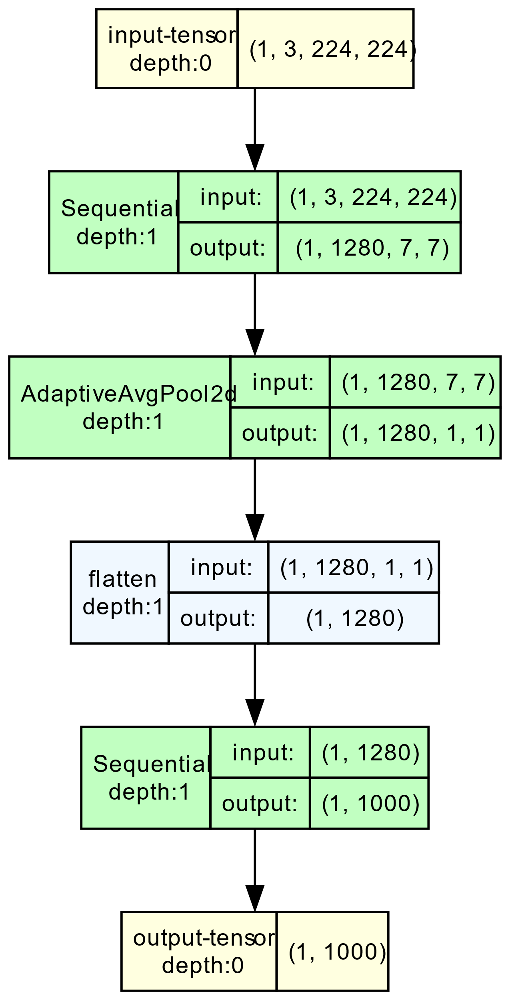 input-tensor
depth:0
(1, 3, 224, 224)
Sequential
depth:1
input:
(1, 3, 224, 224)
output:
(1, 1280, 7, 7)
AdaptiveAvgPool2d
depth:1
input:
(1, 1280, 7, 7)
output:
(1, 1280, 1, 1)
flatten
depth:1
input:
(1, 1280, 1, 1)
output:
(1, 1280)
Sequential
depth:1
input:
(1, 1280)
output:
(1, 1000)
output-tensor
depth:0
(1, 1000)